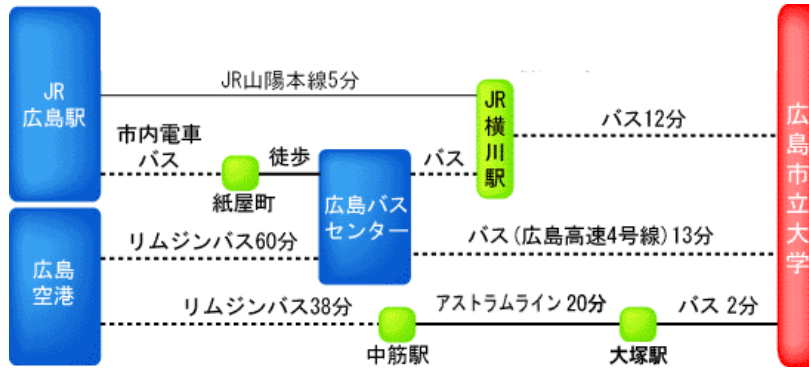 JR
広島駅
JR山陽本線5分
JR横川駅
バス12分
市内電車
バス
紙屋町
徒歩
広島バス
センター
バス
広島市立大学
広島
空港
リムジンバス60分
バス(広島高速4号線)13分
リムジンバス38分
中筋駅
アストラムライン 20分
大塚駅
バス 2分